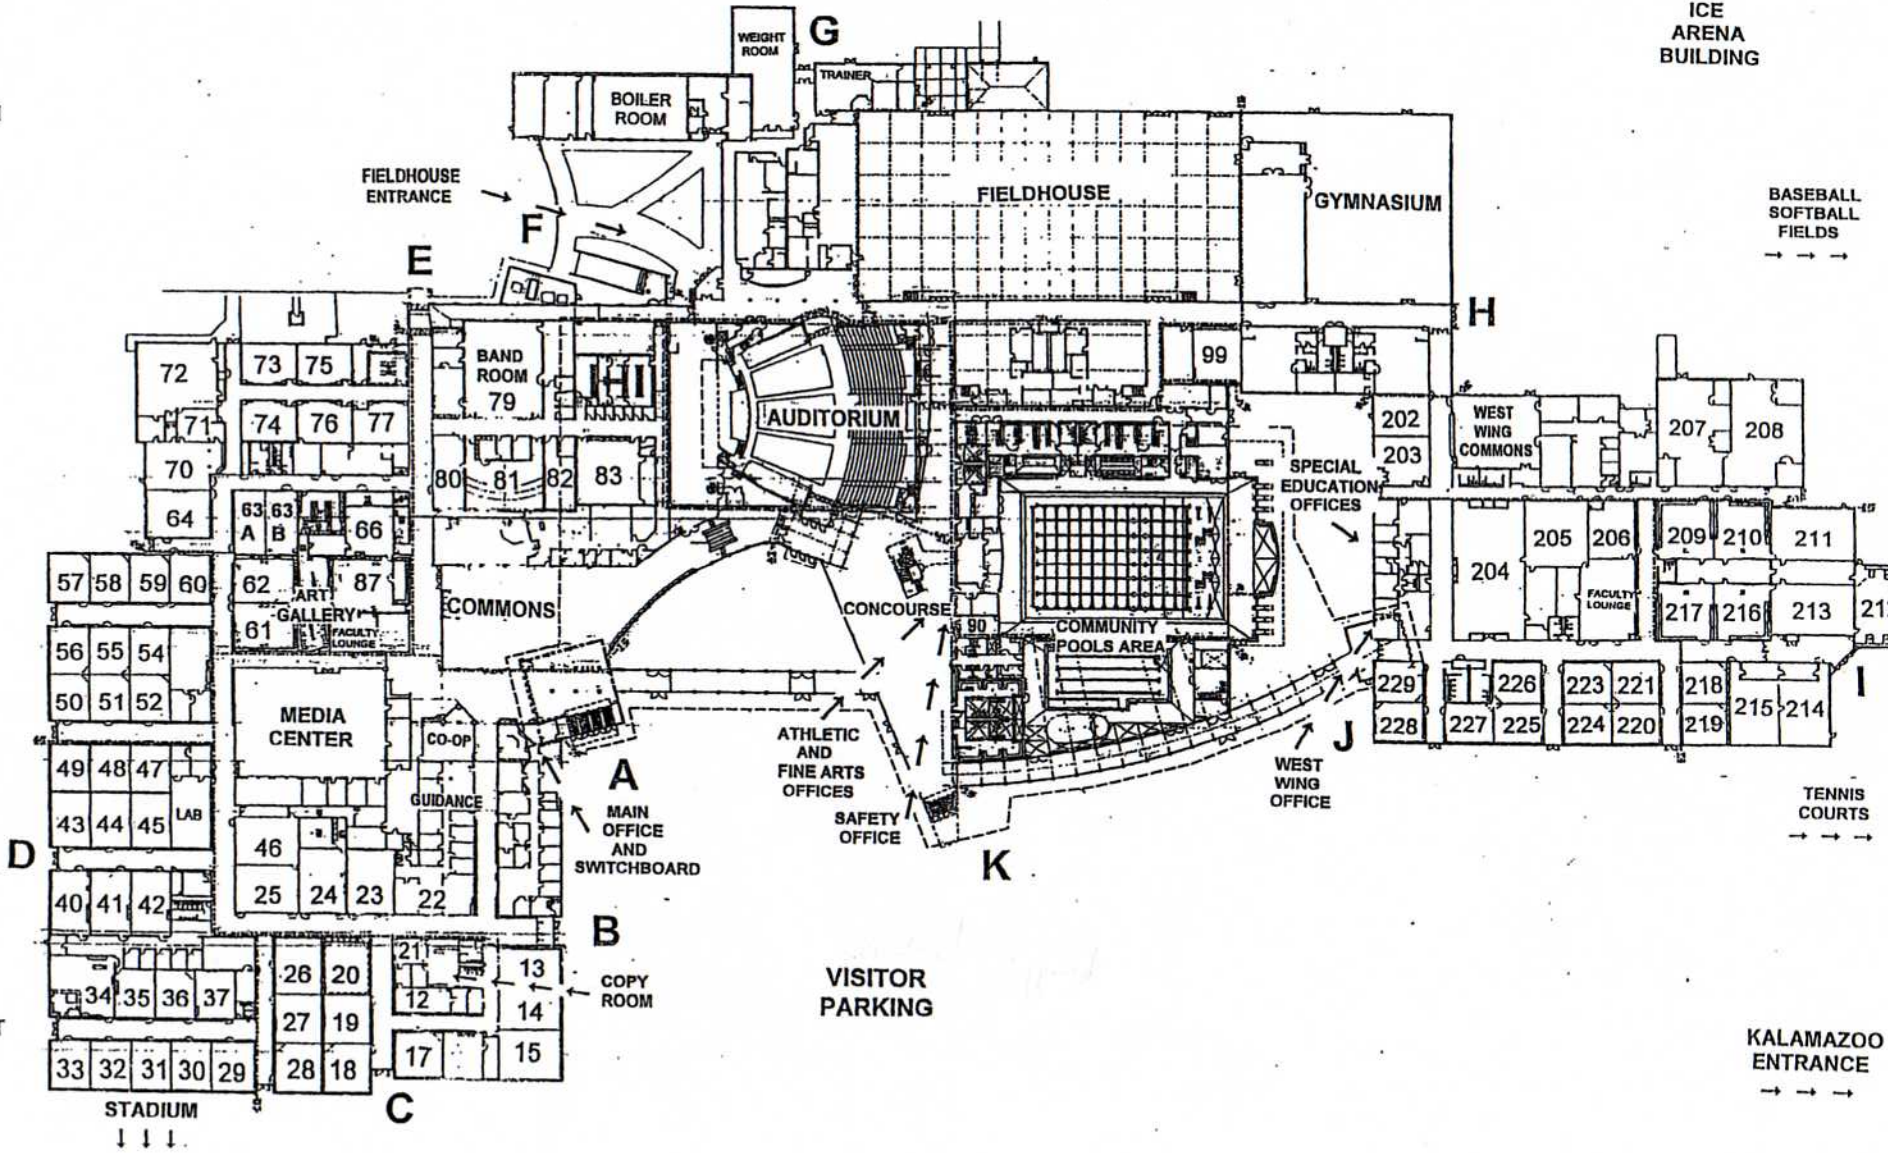 ICE
ARENA
BUILDING
G
WEIGHT
ROOM
TRAINER
BOILER
ROOM
FIELDHOUSE
ENTRANCE
F
FIELDHOUSE
GYMNASIUM
BASEBALL
SOFTBALL
FIELDS
E
H
72
73
75
BAND
ROOM
79
99
71
74
76
77
AUDITORIUM
202
203
WEST
WING
COMMONS
207
208
70
80
81
82
83
SPECIAL
EDUCATION
OFFICES
64
63
A
63
B
66
205
206
209
210
211
57
58
59
60
62
ART
GALLERY
87
COMMONS
CONCOURSE
204
FACULTY
LOUNGE
61
FACULTY
LOUNGE
90
COMMUNITY
POOLS AREA
217
216
213
56
55
54
50
51
52
MEDIA
CENTER
CO-OP
229
226
223
221
218
I
228
227
225
224
220
219
215
214
J
ATHLETIC
AND
FINE ARTS
OFFICES
WEST
WING
OFFICE
49
48
47
LAB
GUIDANCE
A
MAIN
OFFICE
AND
SWITCHBOARD
SAFETY
OFFICE
TENNIS
COURTS
43
44
45
46
D
K
40
41
42
25
24
23
22
B
21
13
COPY
ROOM
26
20
34
35
36
37
12
14
VISITOR
PARKING
27
19
17
15
KALAMAZOO
ENTRANCE
33
32
31
30
29
28
18
C
STADIUM